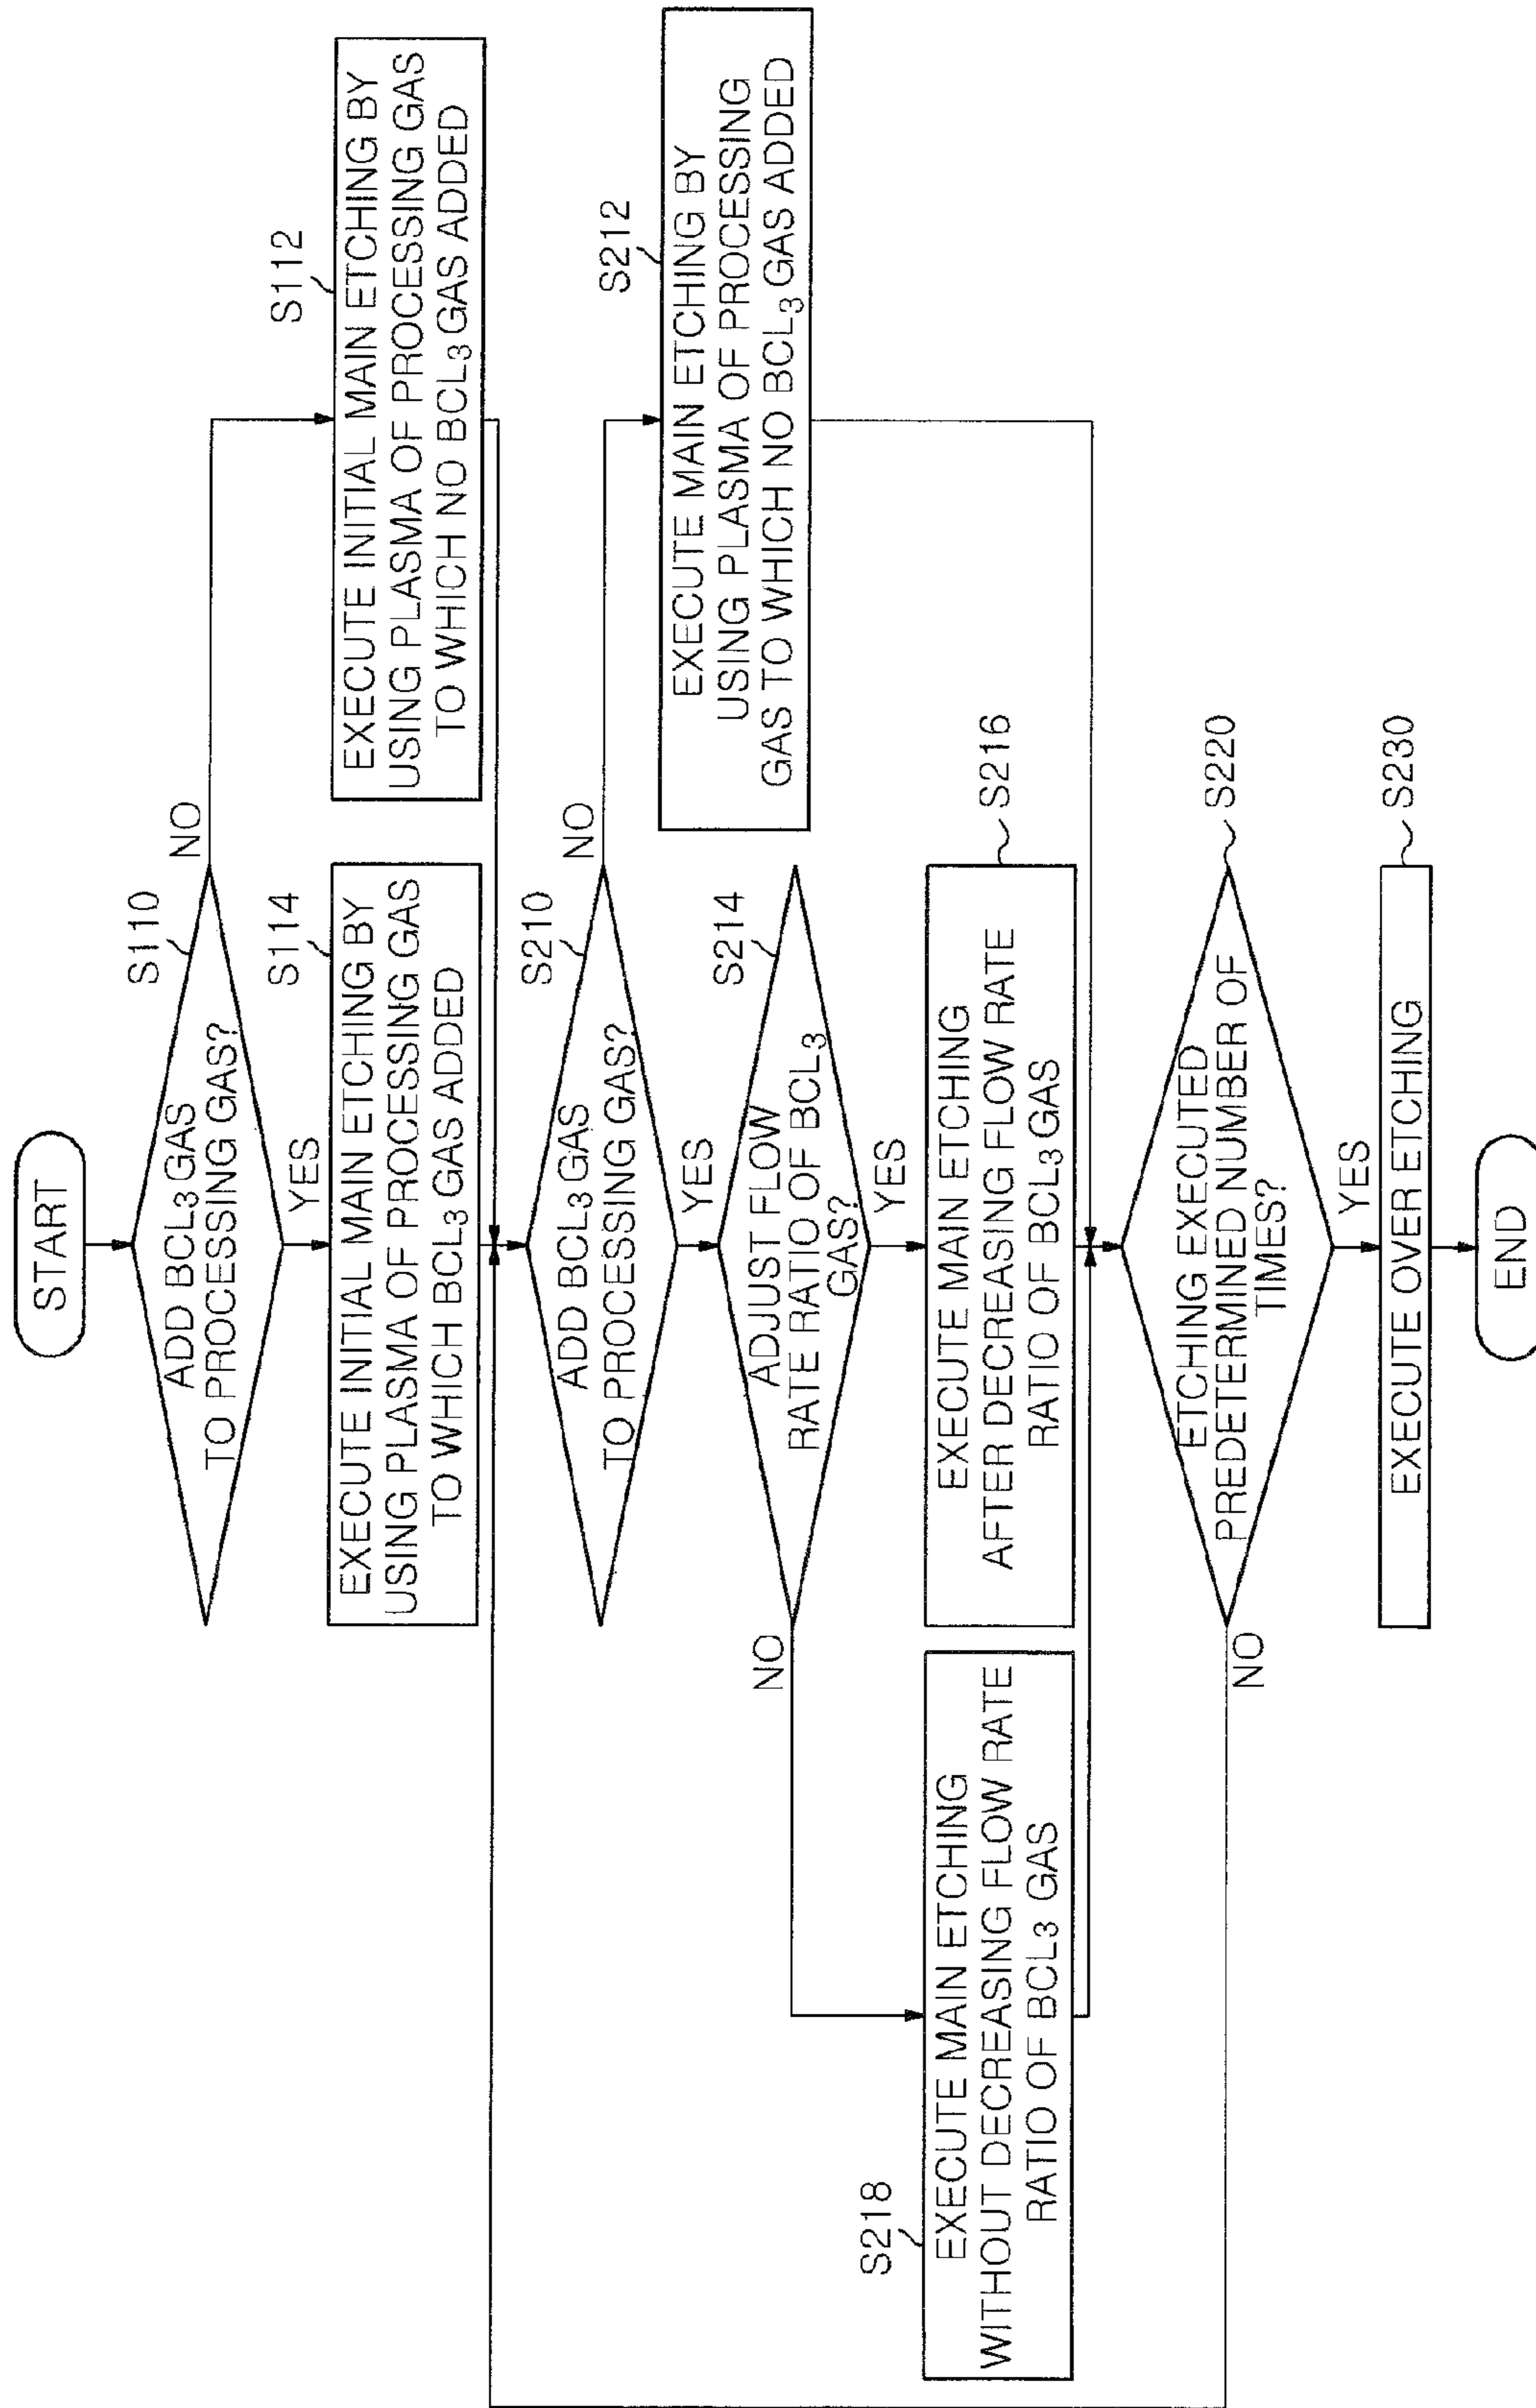 START
S110
ADD BCL₃ GAS
TO PROCESSING GAS?
NO
YES
S112
EXECUTE INITIAL MAIN ETCHING BY
USING PLASMA OF PROCESSING GAS
TO WHICH NO BCL₃ GAS ADDED
S114
EXECUTE INITIAL MAIN ETCHING BY
USING PLASMA OF PROCESSING GAS
TO WHICH BCL₃ GAS ADDED
S210
ADD BCL₃ GAS
TO PROCESSING GAS?
NO
YES
S212
EXECUTE MAIN ETCHING BY
USING PLASMA OF PROCESSING
GAS TO WHICH NO BCL₃ GAS ADDED
S214
ADJUST FLOW
RATE RATIO OF BCL₃
GAS?
NO
YES
S218
EXECUTE MAIN ETCHING
WITHOUT DECREASING FLOW RATE
RATIO OF BCL₃ GAS
EXECUTE MAIN ETCHING
AFTER DECREASING FLOW RATE
RATIO OF BCL₃ GAS
S216
ETCHING EXECUTED
PREDETERMINED NUMBER OF
TIMES?
S220
NO
YES
EXECUTE OVER ETCHING
S230
END